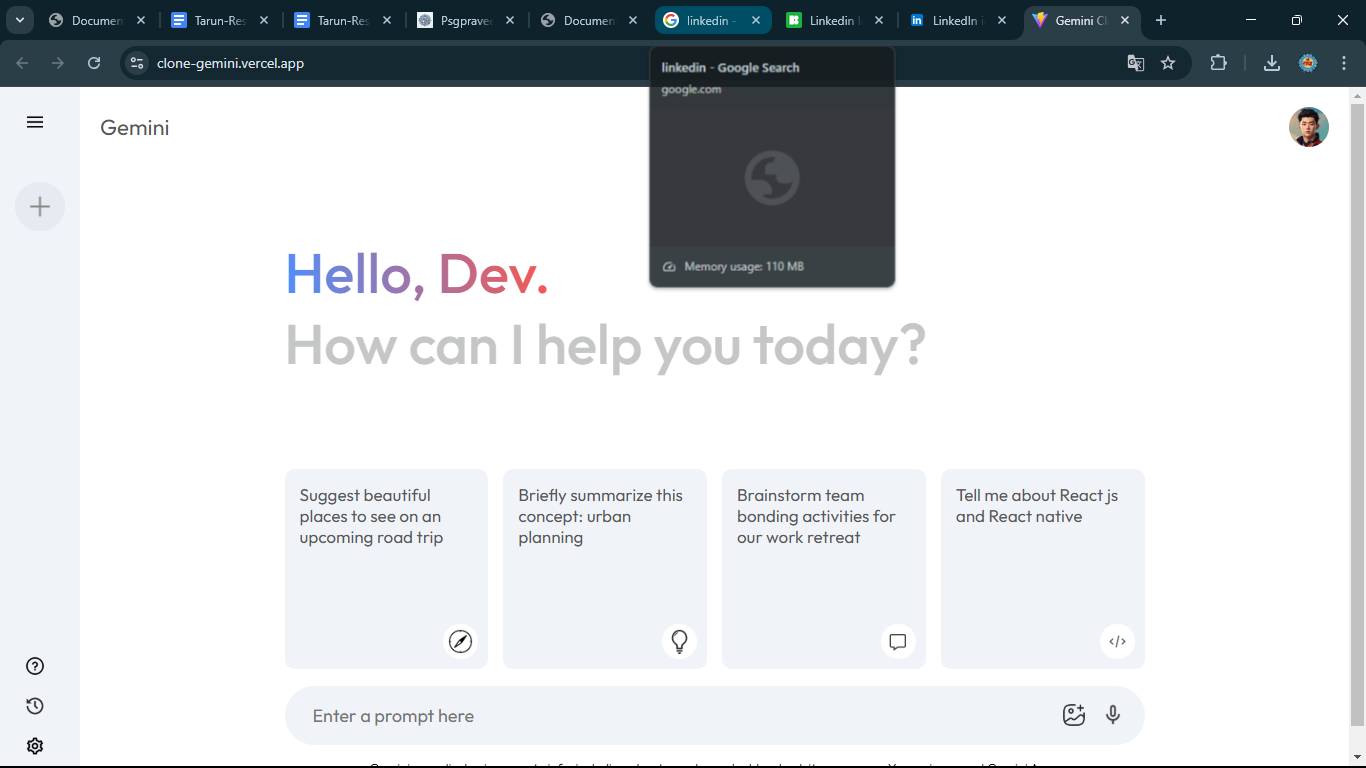 Documen
Tarun-Res
Tarun-Res
Psgprave
Documen
linkedin -
Linkedin
LinkedIn
Gemini Cl
clone-gemini.vercel.app
linkedin - Google Search
google.com
Memory usage: 110 MB
Gemini
Hello, Dev.
How can I help you today?
Suggest beautiful
places to see on an
upcoming road trip
Briefly summarize this
concept: urban
planning
Brainstorm team
bonding activities for
our work retreat
Tell me about React js
and React native
Enter a prompt here